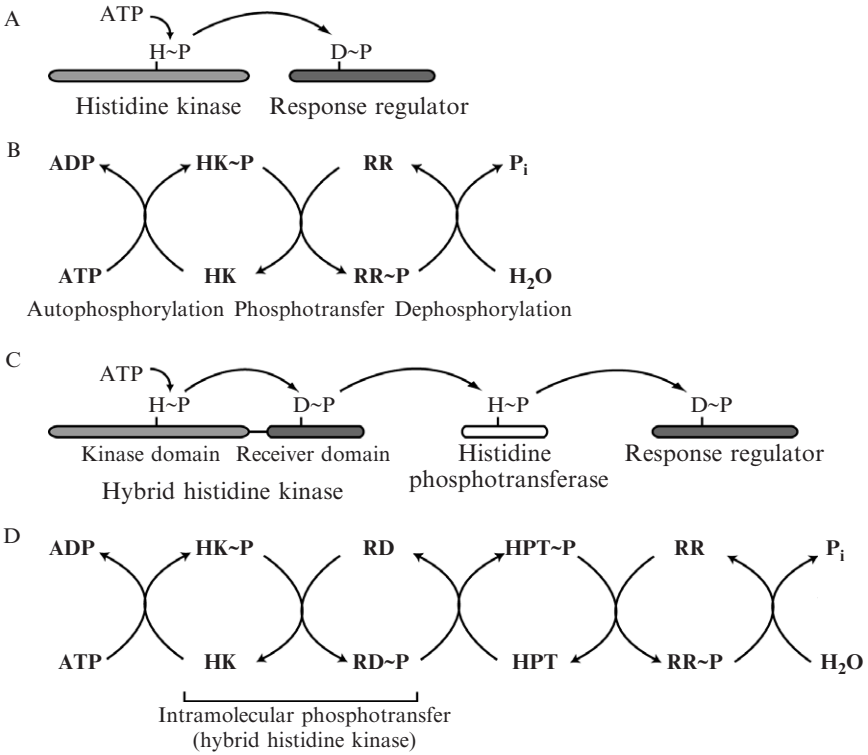 A
ATP
H~P D~P
Histidine kinase Response regulator
B
ADP HK~P RR Pi
ATP HK RR~P H2O
Autophosphorylation Phosphotransfer Dephosphorylation
C
ATP
H~P D~P H~P D~P
Kinase domain Receiver domain Histidine Response regulator
phosphotransferase
Hybrid histidine kinase
D
ADP HK~P RD HPT~P RR Pi
ATP HK RD~P HPT RR~P H2O
Intramolecular phosphotransfer
(hybrid histidine kinase)